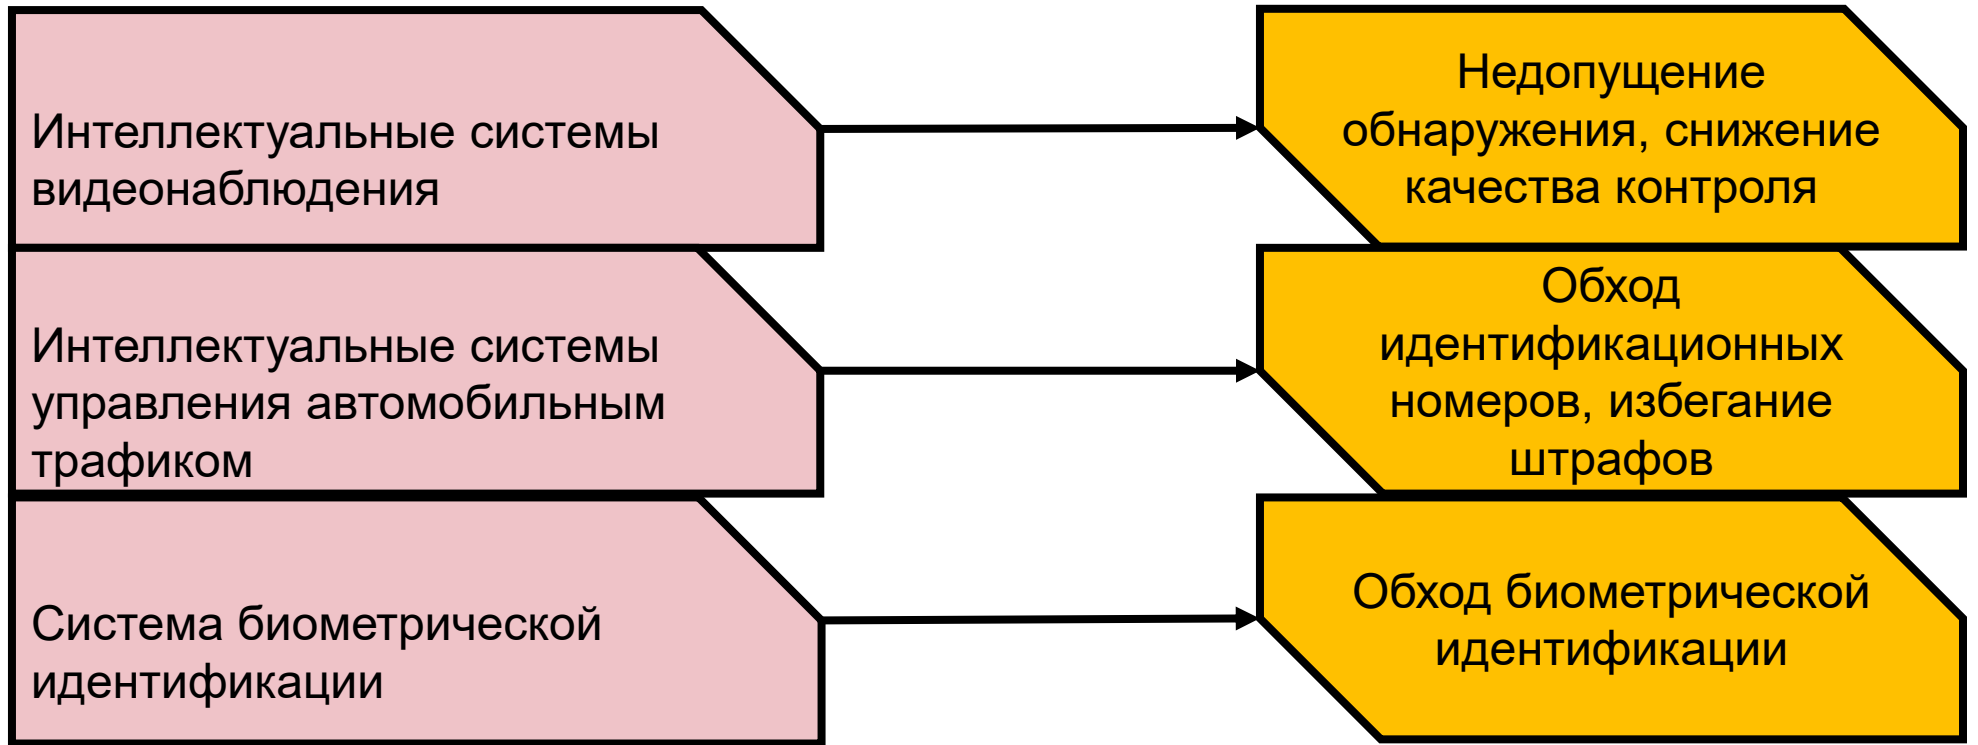 Интеллектуальные системы
видеонаблюдения
Недопущение
обнаружения, снижение
качества контроля
Интеллектуальные системы
управления автомобильным
трафиком
Обход
идентификационных
номеров, избегание
штрафов
Система биометрической
идентификации
Обход биометрической
идентификации